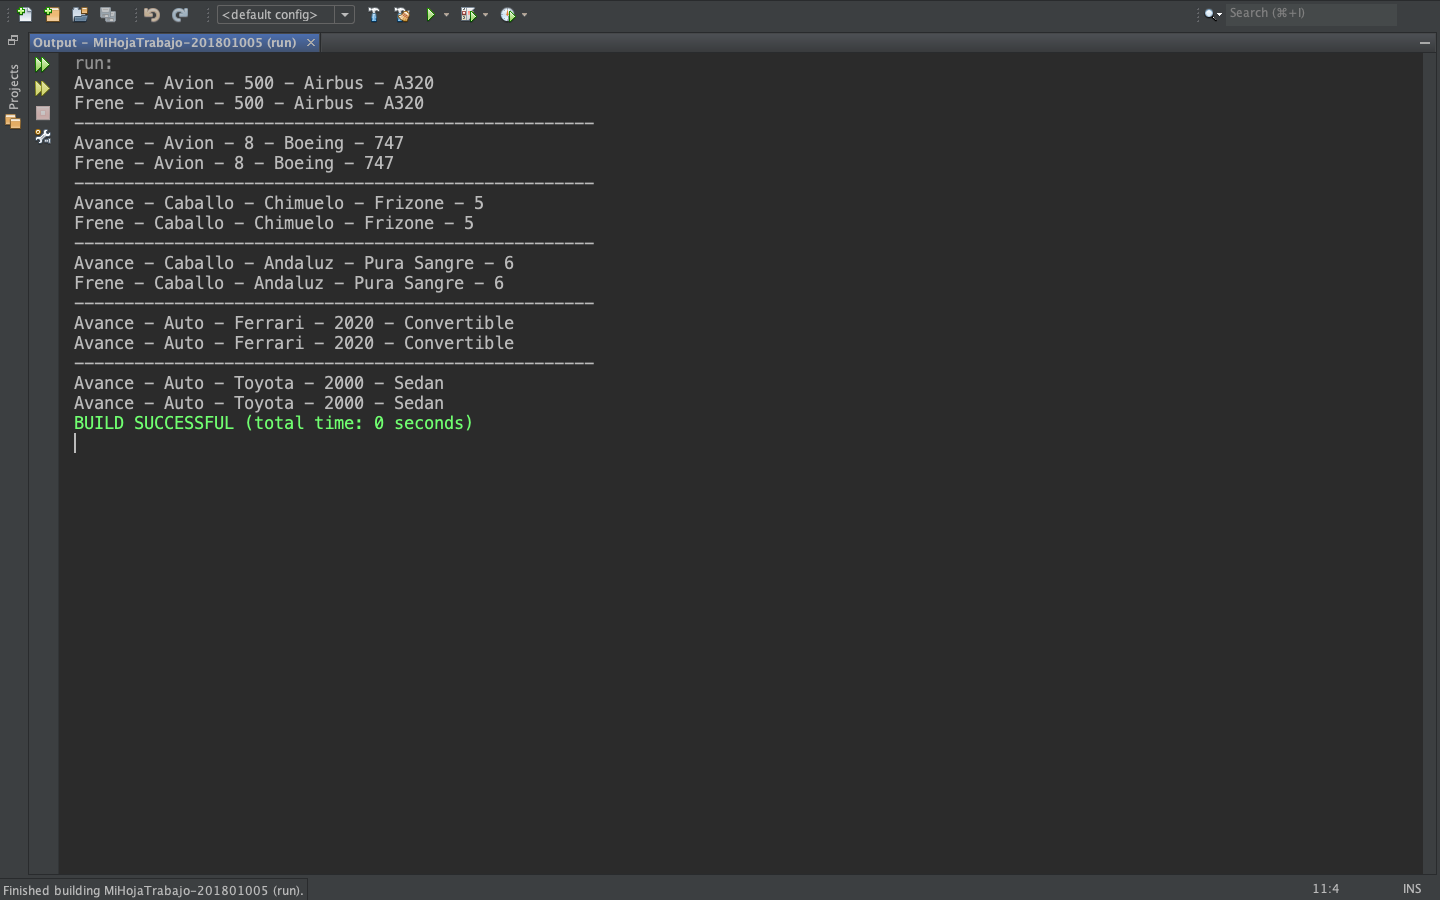 <default config>
Search (⌘+I)
Output - MiHojaTrabajo-201801005 (run)
Projects
run:
Avance - Avion - 500 - Airbus - A320
Frene - Avion - 500 - Airbus - A320
----------------------------------------------------
Avance - Avion - 8 - Boeing - 747
Frene - Avion - 8 - Boeing - 747
----------------------------------------------------
Avance - Caballo - Chimuelo - Frizone - 5
Frene - Caballo - Chimuelo - Frizone - 5
----------------------------------------------------
Avance - Caballo - Andaluz - Pura Sangre - 6
Frene - Caballo - Andaluz - Pura Sangre - 6
----------------------------------------------------
Avance - Auto - Ferrari - 2020 - Convertible
Avance - Auto - Ferrari - 2020 - Convertible
----------------------------------------------------
Avance - Auto - Toyota - 2000 - Sedan
Avance - Auto - Toyota - 2000 - Sedan
BUILD SUCCESSFUL (total time: 0 seconds)
Finished building MiHojaTrabajo-201801005 (run).
11:4
INS